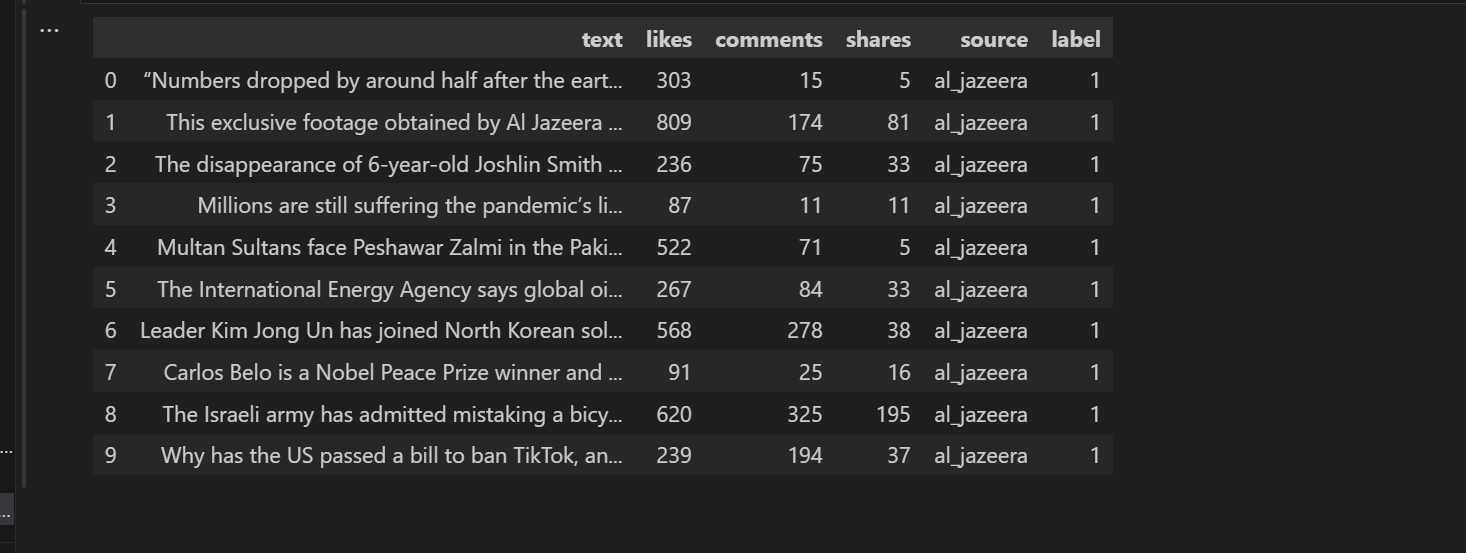 ...
text likes comments shares source label
0 “Numbers dropped by around half after the eart... 303 15 5 al_jazeera 1
1 This exclusive footage obtained by Al Jazeera ... 809 174 81 al_jazeera 1
2 The disappearance of 6-year-old Joshlin Smith ... 236 75 33 al_jazeera 1
3 Millions are still suffering the pandemic’s li... 87 11 11 al_jazeera 1
4 Multan Sultans face Peshawar Zalmi in the Paki... 522 71 5 al_jazeera 1
5 The International Energy Agency says global oi... 267 84 33 al_jazeera 1
6 Leader Kim Jong Un has joined North Korean sol... 568 278 38 al_jazeera 1
7 Carlos Belo is a Nobel Peace Prize winner and ... 91 25 16 al_jazeera 1
8 The Israeli army has admitted mistaking a bicy... 620 325 195 al_jazeera 1
9 Why has the US passed a bill to ban TikTok, an... 239 194 37 al_jazeera 1
...
...